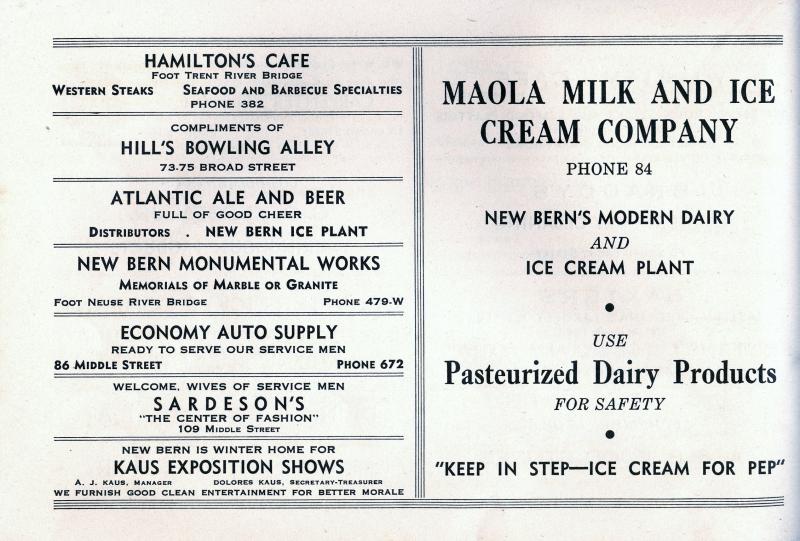 HAMILTON'S CAFE
FOOT TRENT RIVER BRIDGE
WESTERN STEAKS SEAFOOD AND BARBECUE SPECIALTIES
PHONE 382
COMPLIMENTS OF
HILL'S BOWLING ALLEY
73-75 BROAD STREET
ATLANTIC ALE AND BEER
FULL OF GOOD CHEER
DISTRIBUTORS . NEW BERN ICE PLANT
NEW BERN MONUMENTAL WORKS
MEMORIALS OF MARBLE OR GRANITE
FOOT NEUSE RIVER BRIDGE PHONE 479-W
ECONOMY AUTO SUPPLY
READY TO SERVE OUR SERVICE MEN
86 MIDDLE STREET PHONE 672
WELCOME, WIVES OF SERVICE MEN
SARDESON'S
"THE CENTER OF FASHION"
109 MIDDLE STREET
NEW BERN IS WINTER HOME FOR
KAUS EXPOSITION SHOWS
A. J. KAUS, MANAGER DOLORES KAUS, SECRETARY-TREASURER
WE FURNISH GOOD CLEAN ENTERTAINMENT FOR BETTER MORALE
MAOLA MILK AND ICE
CREAM COMPANY
PHONE 84
NEW BERN'S MODERN DAIRY
AND
ICE CREAM PLANT
•
USE
Pasteurized Dairy Products
FOR SAFETY
•
"KEEP IN STEP—ICE CREAM FOR PEP"